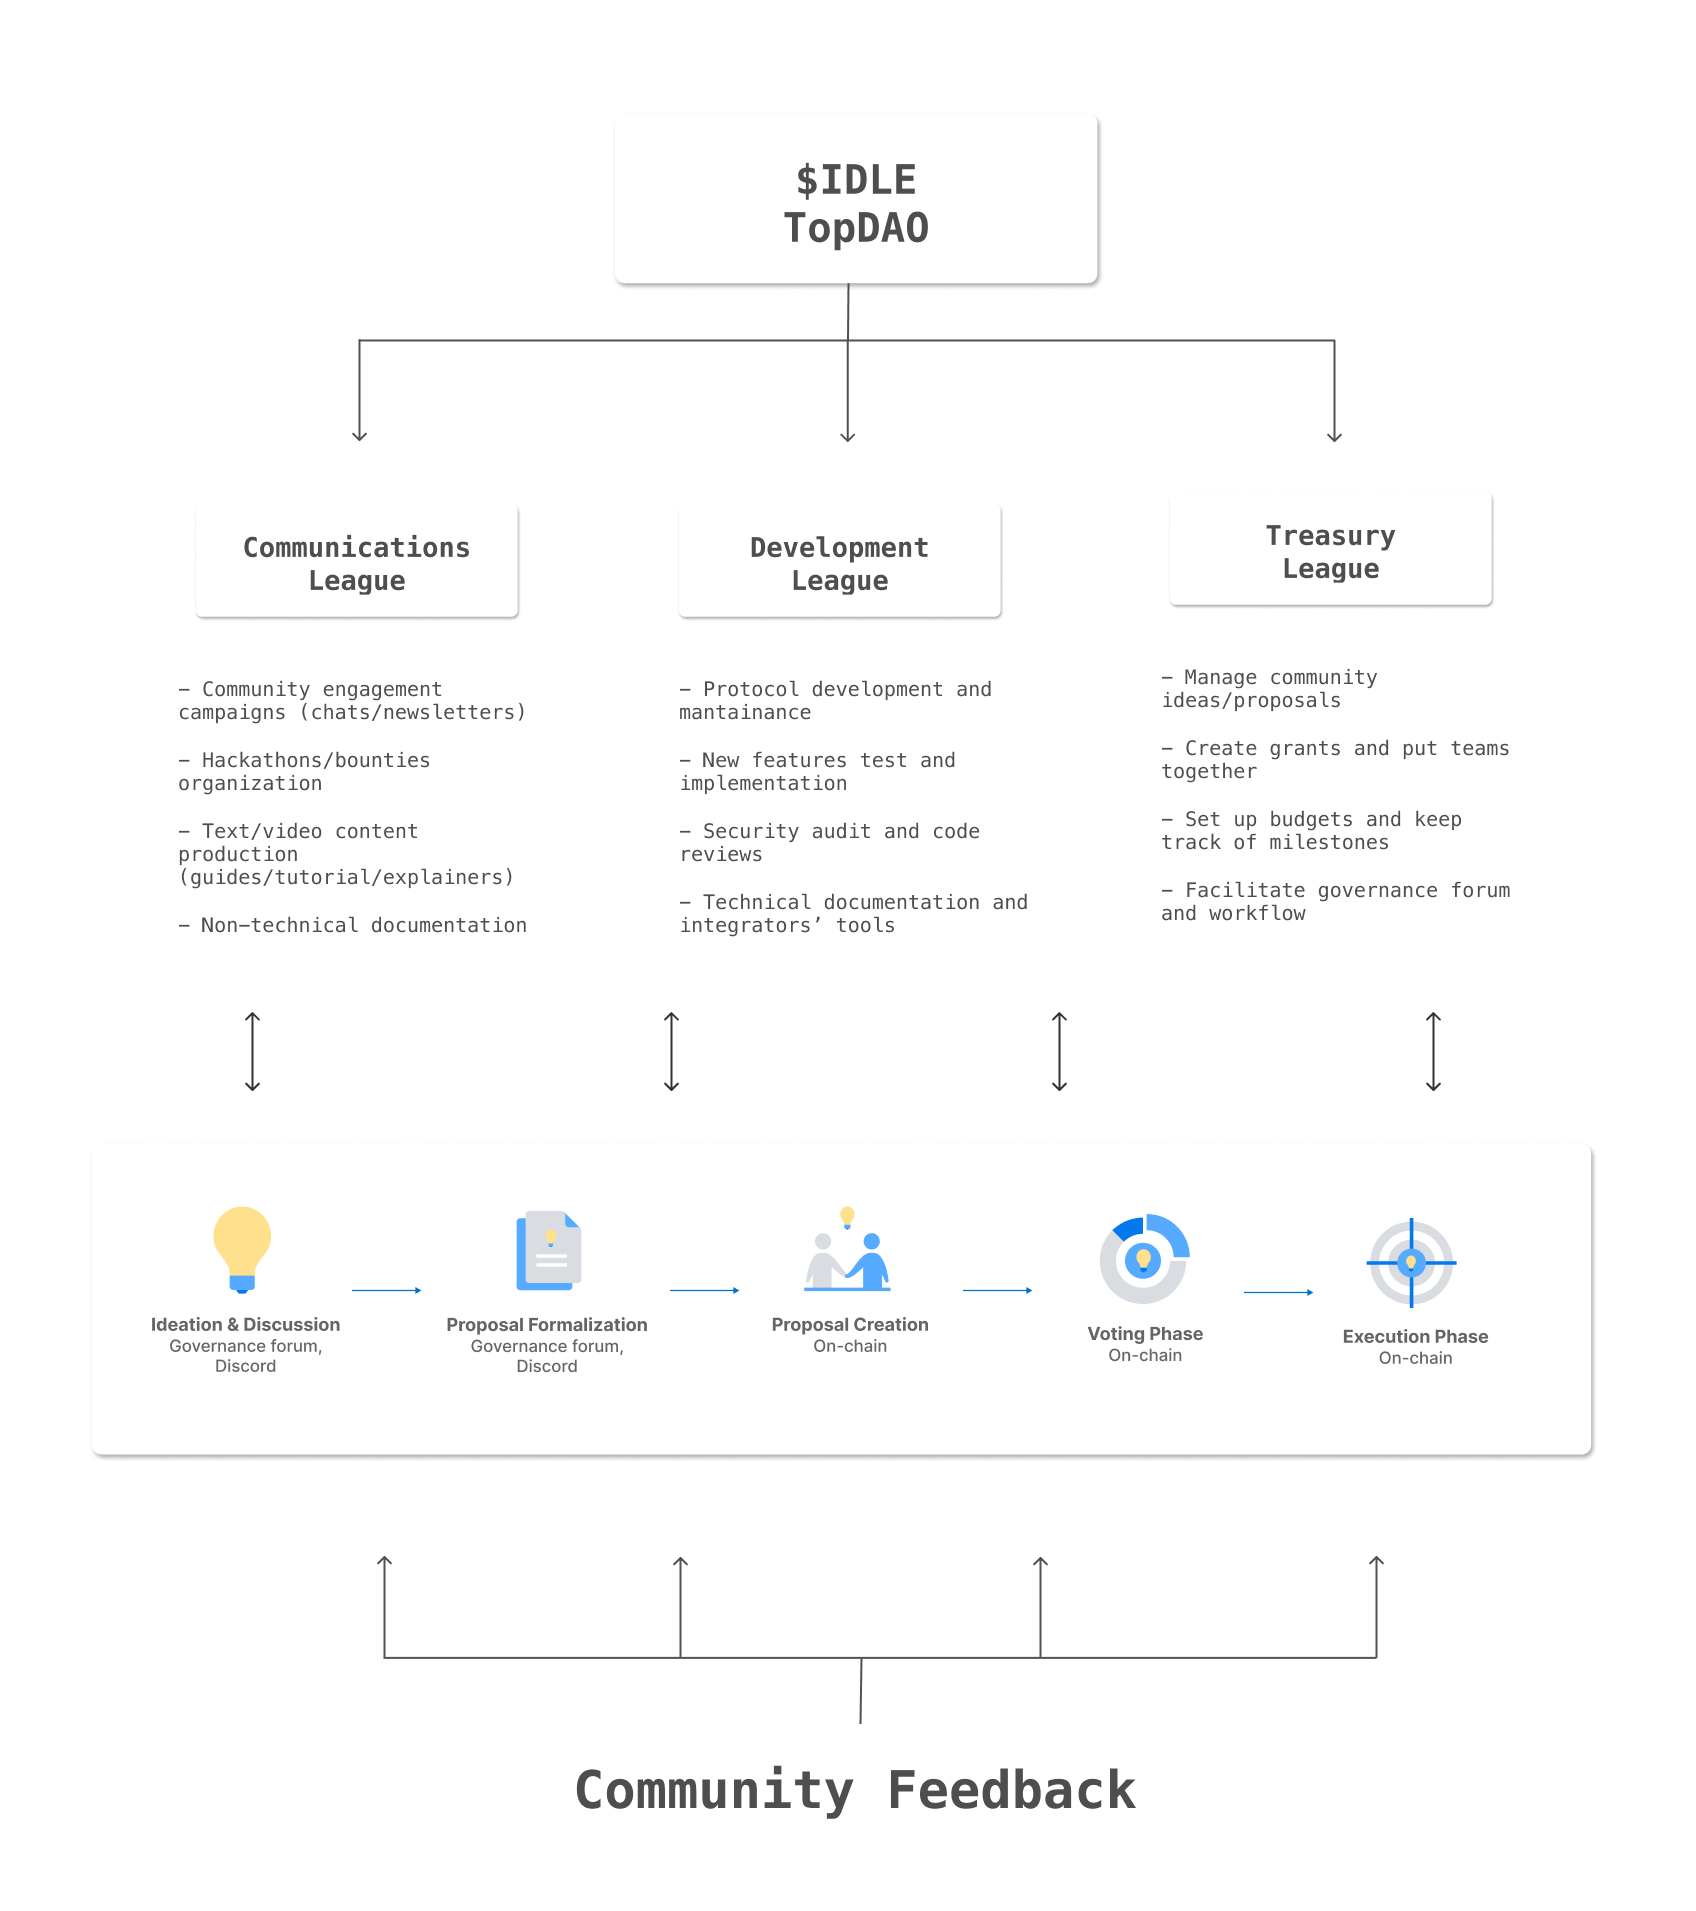 $IDLE
TopDAO
Communications
League
Development
League
Treasury
League
– Community engagement
campaigns (chats/newsletters)
– Hackathons/bounties
organization
– Text/video content
production
(guides/tutorial/explainers)
– Non–technical documentation
– Protocol development and
mantainance
– New features test and
implementation
– Security audit and code
reviews
– Technical documentation and
integrators’ tools
– Manage community
ideas/proposals
– Create grants and put teams
together
– Set up budgets and keep
track of milestones
– Facilitate governance forum
and workflow
Ideation & Discussion
Governance forum,
Discord
Proposal Formalization
Governance forum,
Discord
Proposal Creation
On-chain
Voting Phase
On-chain
Execution Phase
On-chain
Community Feedback